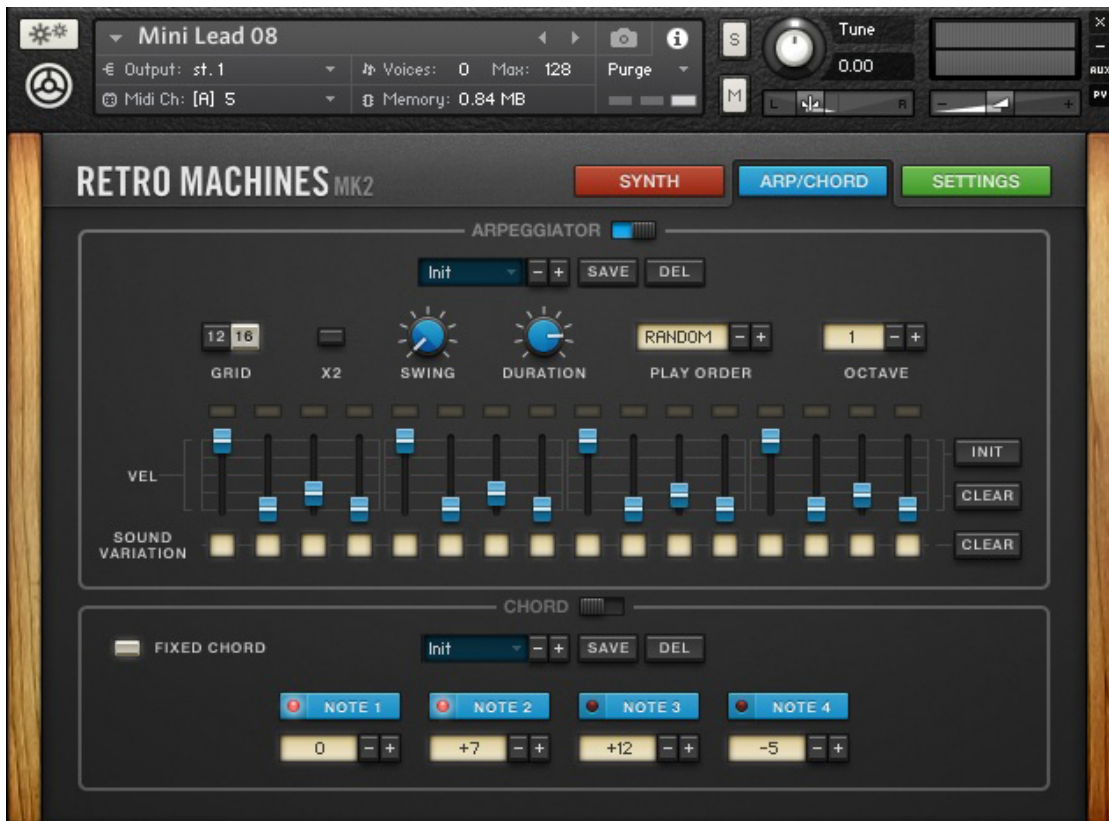 Mini Lead 08
S
Tune
Output: st. 1
Voices: 0 Max: 128
Purge
0.00
AUX
Midi Ch: [A] 5
Memory: 0.84 MB
M
L
R
PV
RETRO MACHINES MK2
SYNTH
ARP/CHORD
SETTINGS
ARPEGGIATOR
Init
- +
SAVE
DEL
12 16
RANDOM
- +
1
- +
GRID
X2
SWING
DURATION
PLAY ORDER
OCTAVE
VEL
INIT
CLEAR
SOUND
VARIATION
CLEAR
CHORD
FIXED CHORD
Init
- +
SAVE
DEL
NOTE 1
NOTE 2
NOTE 3
NOTE 4
0
- +
+7
- +
+12
- +
-5
- +